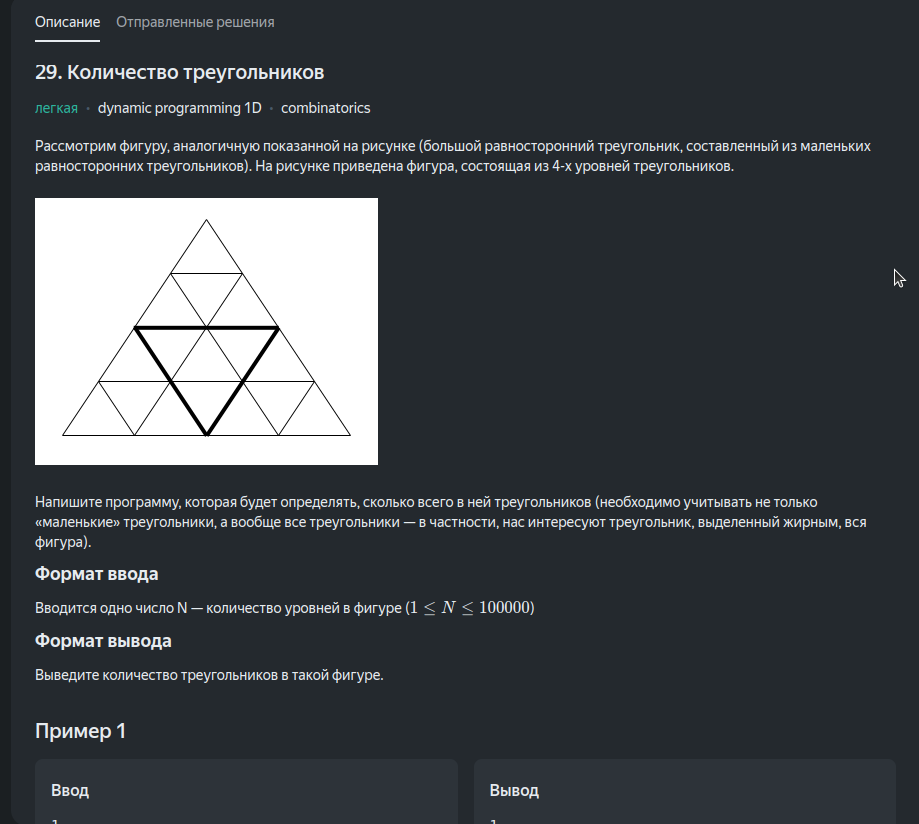 Описание Отправленные решения
29. Количество треугольников
легкая • dynamic programming 1D • combinatorics
Рассмотрим фигуру, аналогичную показанной на рисунке (большой равносторонний треугольник, составленный из маленьких
равносторонних треугольников). На рисунке приведена фигура, состоящая из 4-х уровней треугольников.
Напишите программу, которая будет определять, сколько всего в ней треугольников (необходимо учитывать не только
«маленькие» треугольники, а вообще все треугольники — в частности, нас интересуют треугольник, выделенный жирным, вся
фигура).
Формат ввода
Вводится одно число N — количество уровней в фигуре (1 ≤ N ≤ 100000)
Формат вывода
Выведите количество треугольников в такой фигуре.
Пример 1
Ввод Вывод